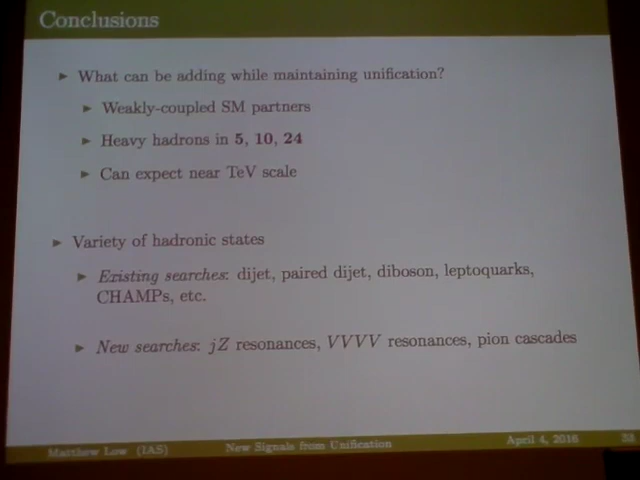 Conclusions
► What can be adding while maintaining unification?
► Weakly-coupled SM partners
► Heavy hadrons in 5, 10, 24
► Can expect near TeV scale
► Variety of hadronic states
► Existing searches: dijet, paired dijet, diboson, leptoquarks,
CHAMPs, etc.
► New searches: jZ resonances, VVVV resonances, pion cascades
Matthew Low (IAS) New Signals from Unification April 4, 2016